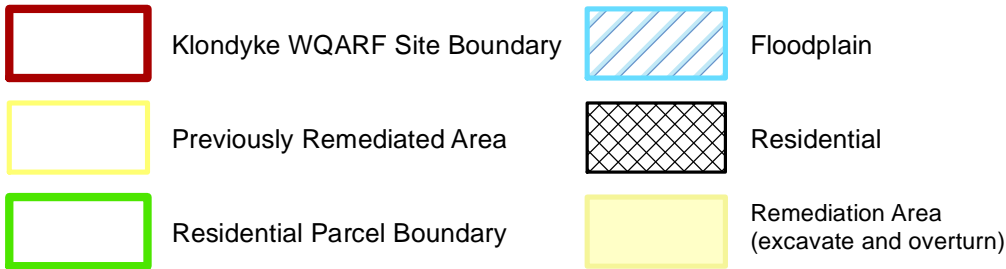 Klondyke WQARF Site Boundary
Previously Remediated Area
Residential Parcel Boundary
Floodplain
Residential
Remediation Area
(excavate and overturn)